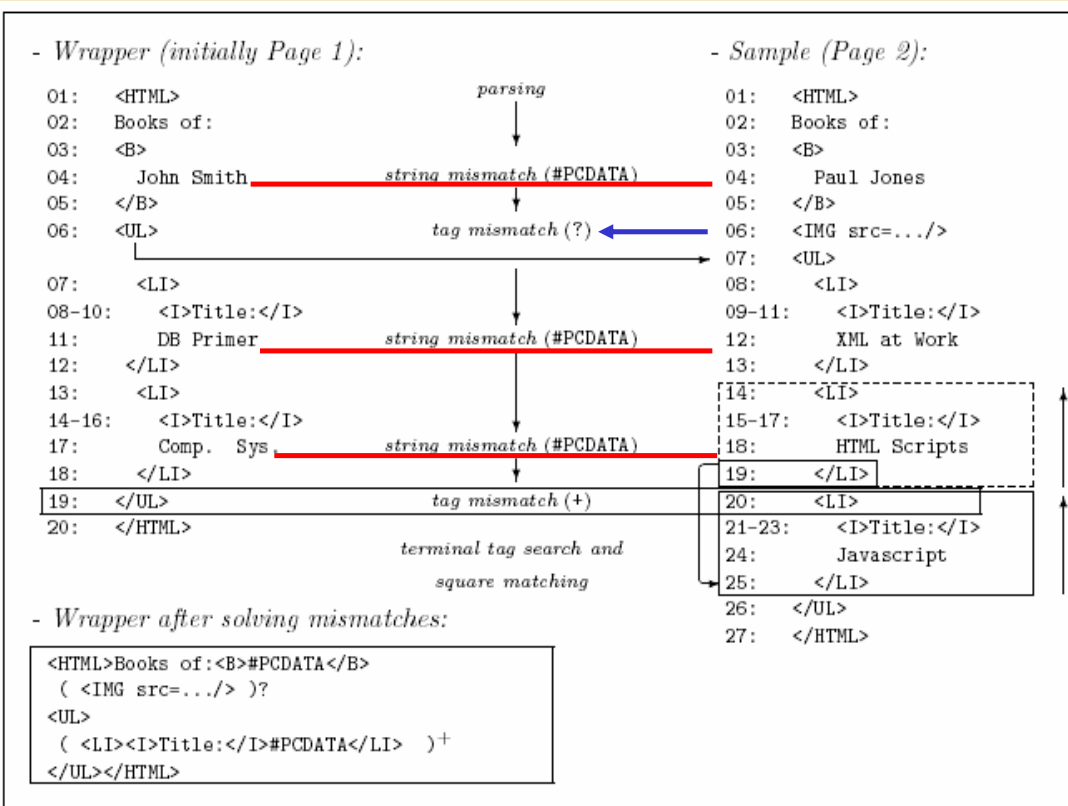 - Wrapper (initially Page 1):
01: <HTML>
02: Books of:
03: <B>
04: John Smith
05: </B>
06: <UL>
07: <LI>
08-10: <I>Title:</I>
11: DB Primer
12: </LI>
13: <LI>
14-16: <I>Title:</I>
17: Comp. Sys.
18: </LI>
19: </UL>
20: </HTML>
parsing
string mismatch (#PCDATA)
tag mismatch (?)
string mismatch (#PCDATA)
string mismatch (#PCDATA)
tag mismatch (+)
terminal tag search and
square matching
- Sample (Page 2):
01: <HTML>
02: Books of:
03: <B>
04: Paul Jones
05: </B>
06: <IMG src=.../>
07: <UL>
08: <LI>
09-11: <I>Title:</I>
12: XML at Work
13: </LI>
14: <LI>
15-17: <I>Title:</I>
18: HTML Scripts
19: </LI>
20: <LI>
21-23: <I>Title:</I>
24: Javascript
25: </LI>
26: </UL>
27: </HTML>
- Wrapper after solving mismatches:
<HTML>Books of:<B>#PCDATA</B>
( <IMG src=.../> )?
<UL>
( <LI><I>Title:</I>#PCDATA</LI> )+
</UL></HTML>